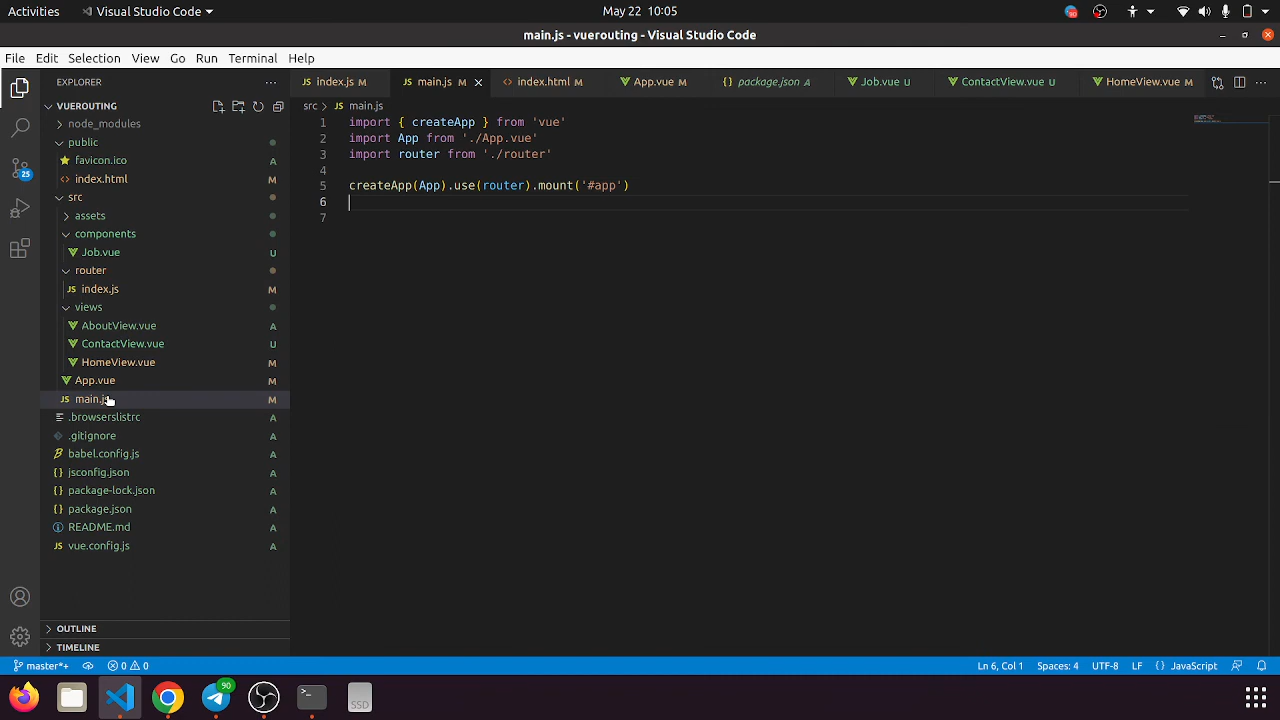 Activities Visual Studio Code May 22 10:05
main.js - vuerouting - Visual Studio Code
File Edit Selection View Go Run Terminal Help
EXPLORER
index.js M main.js M index.html M App.vue M package.json A Job.vue U ContactView.vue U HomeView.vue M
VUEROUTING
node_modules
public
favicon.ico A
index.html M
src
assets
components
Job.vue U
router
index.js M
views
AboutView.vue A
ContactView.vue U
HomeView.vue M
App.vue M
main.js M
.browserslistrc A
.gitignore A
babel.config.js A
jsconfig.json A
package-lock.json A
package.json A
README.md A
vue.config.js A
OUTLINE
TIMELINE
25
src > main.js
1 import { createApp } from 'vue'
2 import App from './App.vue'
3 import router from './router'
4
5 createApp(App).use(router).mount('#app')
6
7
master*+ 0 0 Ln 6, Col 1 Spaces: 4 UTF-8 LF {} JavaScript
90
SSD